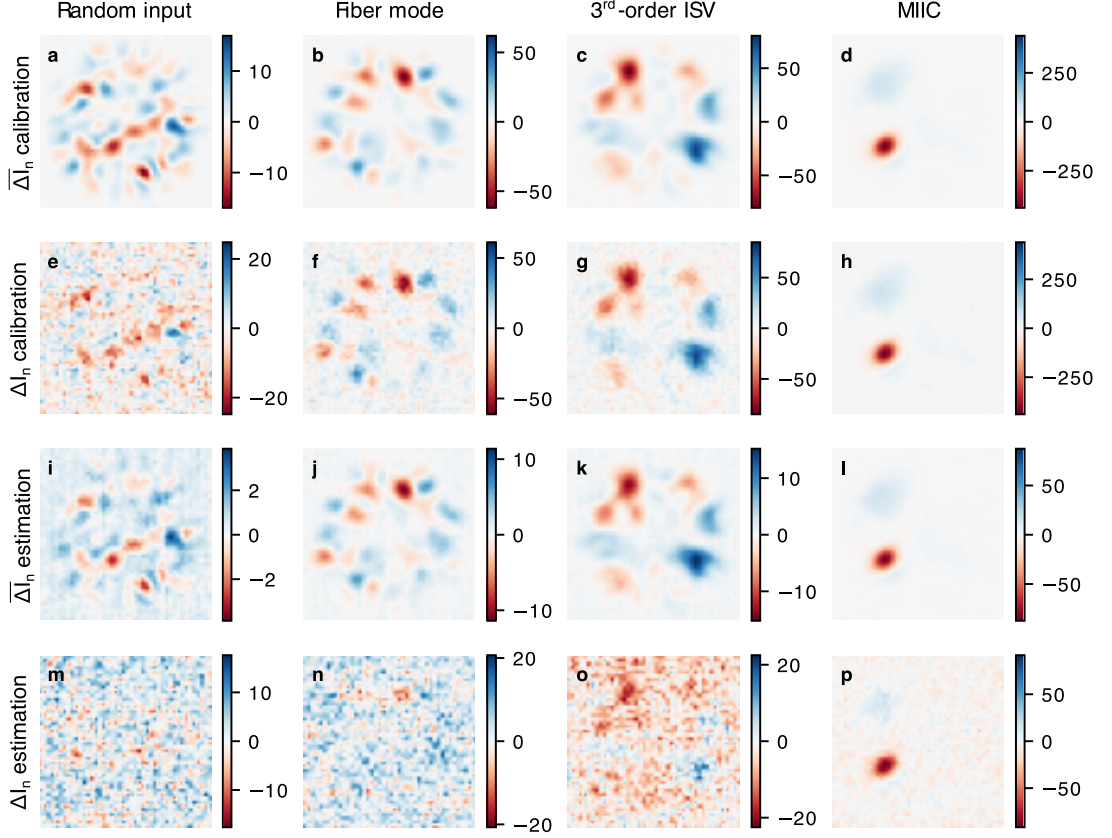 Random input Fiber mode 3rd-order ISV MIIC
ΔIn calibration
a 10 0 −10 b 50 0 −50 c 50 0 −50 d 250 0 −250
ΔIn calibration
e 20 0 −20 f 50 0 −50 g 50 0 −50 h 250 0 −250
ΔIn estimation
i 2 0 −2 j 10 0 −10 k 10 0 −10 l 50 0 −50
ΔIn estimation
m 10 0 −10 n 20 0 −20 o 20 0 −20 p 50 0 −50